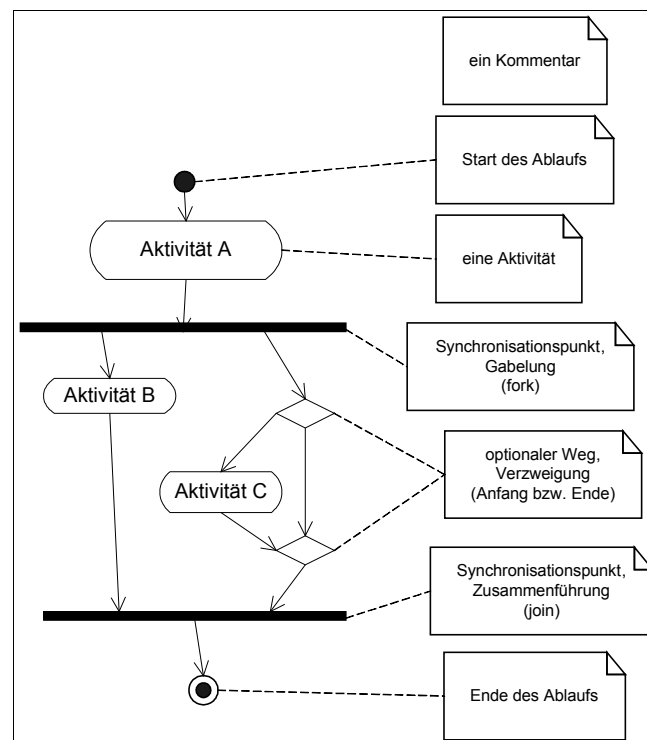 ein Kommentar
Start des Ablaufs
Aktivität A
eine Aktivität
Synchronisationspunkt,
Gabelung
(fork)
Aktivität B
optionaler Weg,
Verzweigung
(Anfang bzw. Ende)
Aktivität C
Synchronisationspunkt,
Zusammenführung
(join)
Ende des Ablaufs